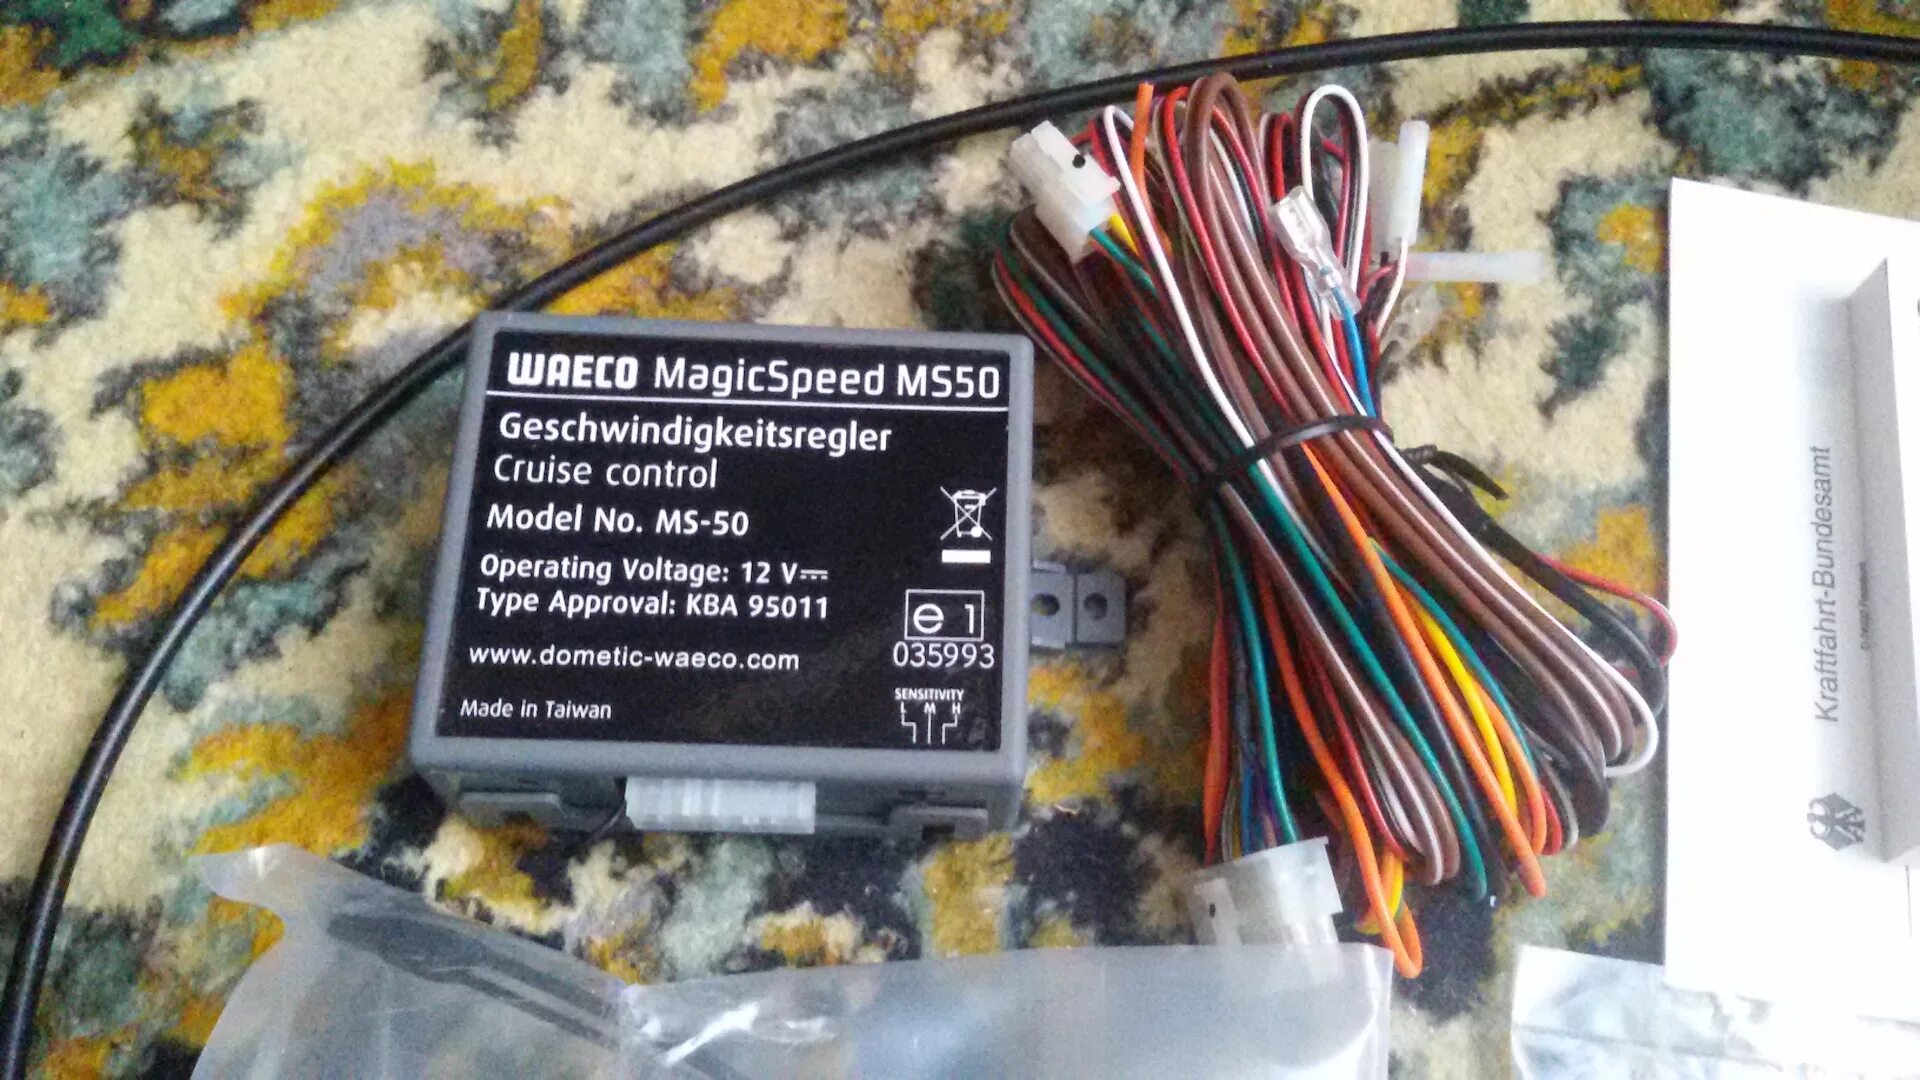 WAECO MagicSpeed MS50
Geschwindigkeitsregler
Cruise control
Model No. MS-50
Operating Voltage: 12 V
Type Approval: KBA 95011
www.dometic-waeco.com
Made in Taiwan
e 1
035993
SENSITIVITY
L M H
Kraftfahrt-Bundesamt